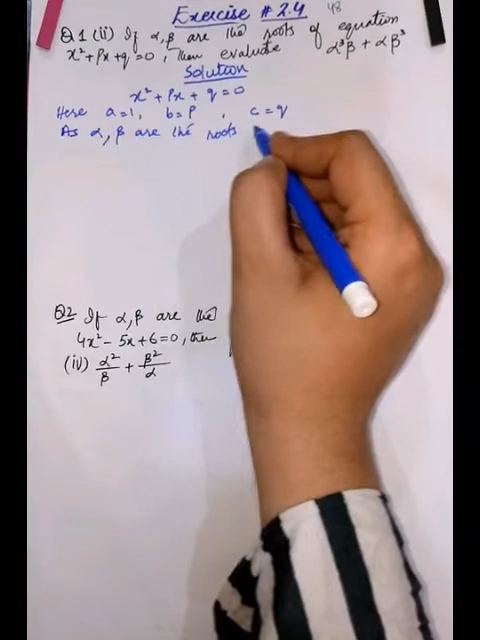 Exercise # 2.4
48
Q1 (ii) If α, β are the roots of equation
x² + Px + q = 0, Then evaluate α³β + αβ³
Solution
x² + Px + q = 0
Here a = 1, b = P, c = q
As α, β are the roots
Q2 If α, β are the
4x² - 5x + 6 = 0, then
(iv) α²/β + β²/α